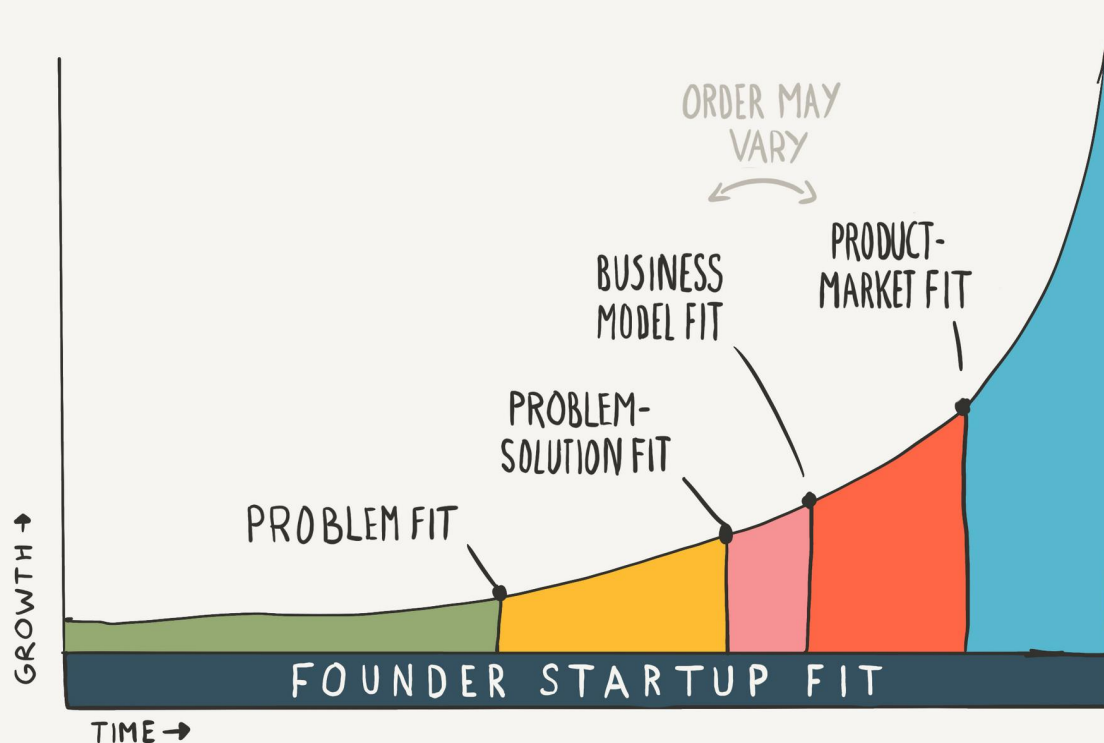 ORDER MAY
VARY
PRODUCT-
MARKET FIT
BUSINESS
MODEL FIT
PROBLEM-
SOLUTION FIT
PROBLEM FIT
GROWTH →
FOUNDER STARTUP FIT
TIME →